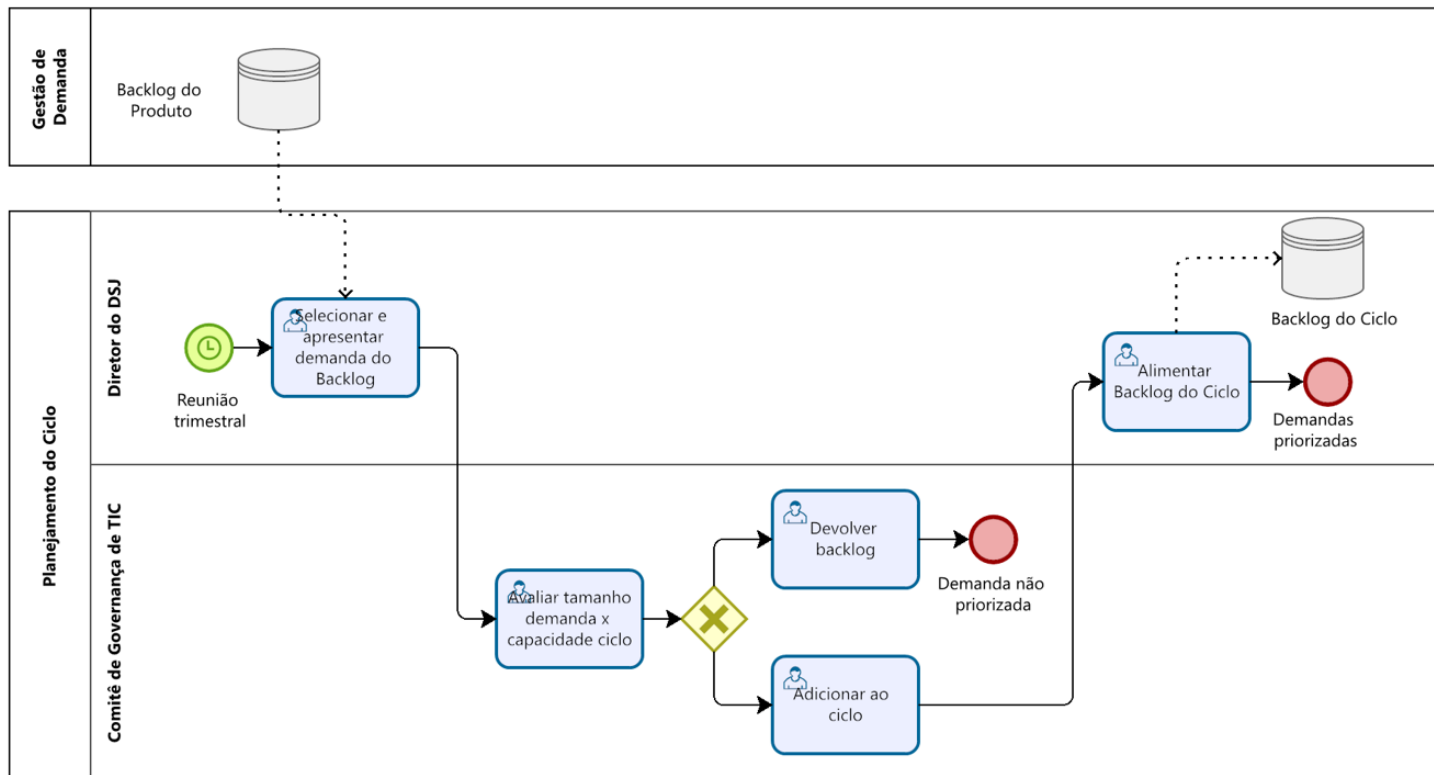 Gestão de
Demanda
Backlog do
Produto
Planejamento do Ciclo
Diretor do DSJ
Reunião
trimestral
Selecionar e
apresentar
demanda do
Backlog
Alimentar
Backlog do Ciclo
Backlog do Ciclo
Demandas
priorizadas
Comitê de Governança de TIC
Avaliar tamanho
demanda x
capacidade ciclo
Devolver
backlog
Demanda não
priorizada
Adicionar ao
ciclo